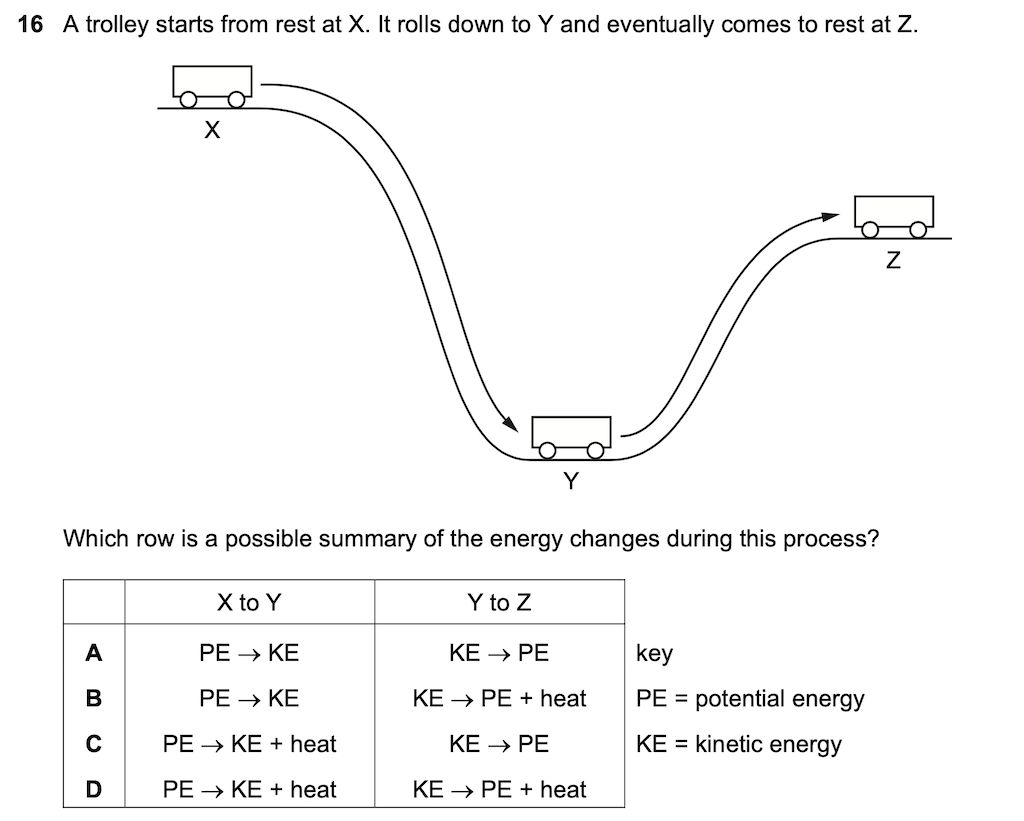 16 A trolley starts from rest at X. It rolls down to Y and eventually comes to rest at Z.
X
Z
Y
Which row is a possible summary of the energy changes during this process?
X to Y Y to Z
A PE → KE KE → PE key
B PE → KE KE → PE + heat PE = potential energy
C PE → KE + heat KE → PE KE = kinetic energy
D PE → KE + heat KE → PE + heat